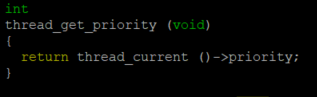 int
thread_get_priority (void)
{
  return thread_current ()->priority;
}